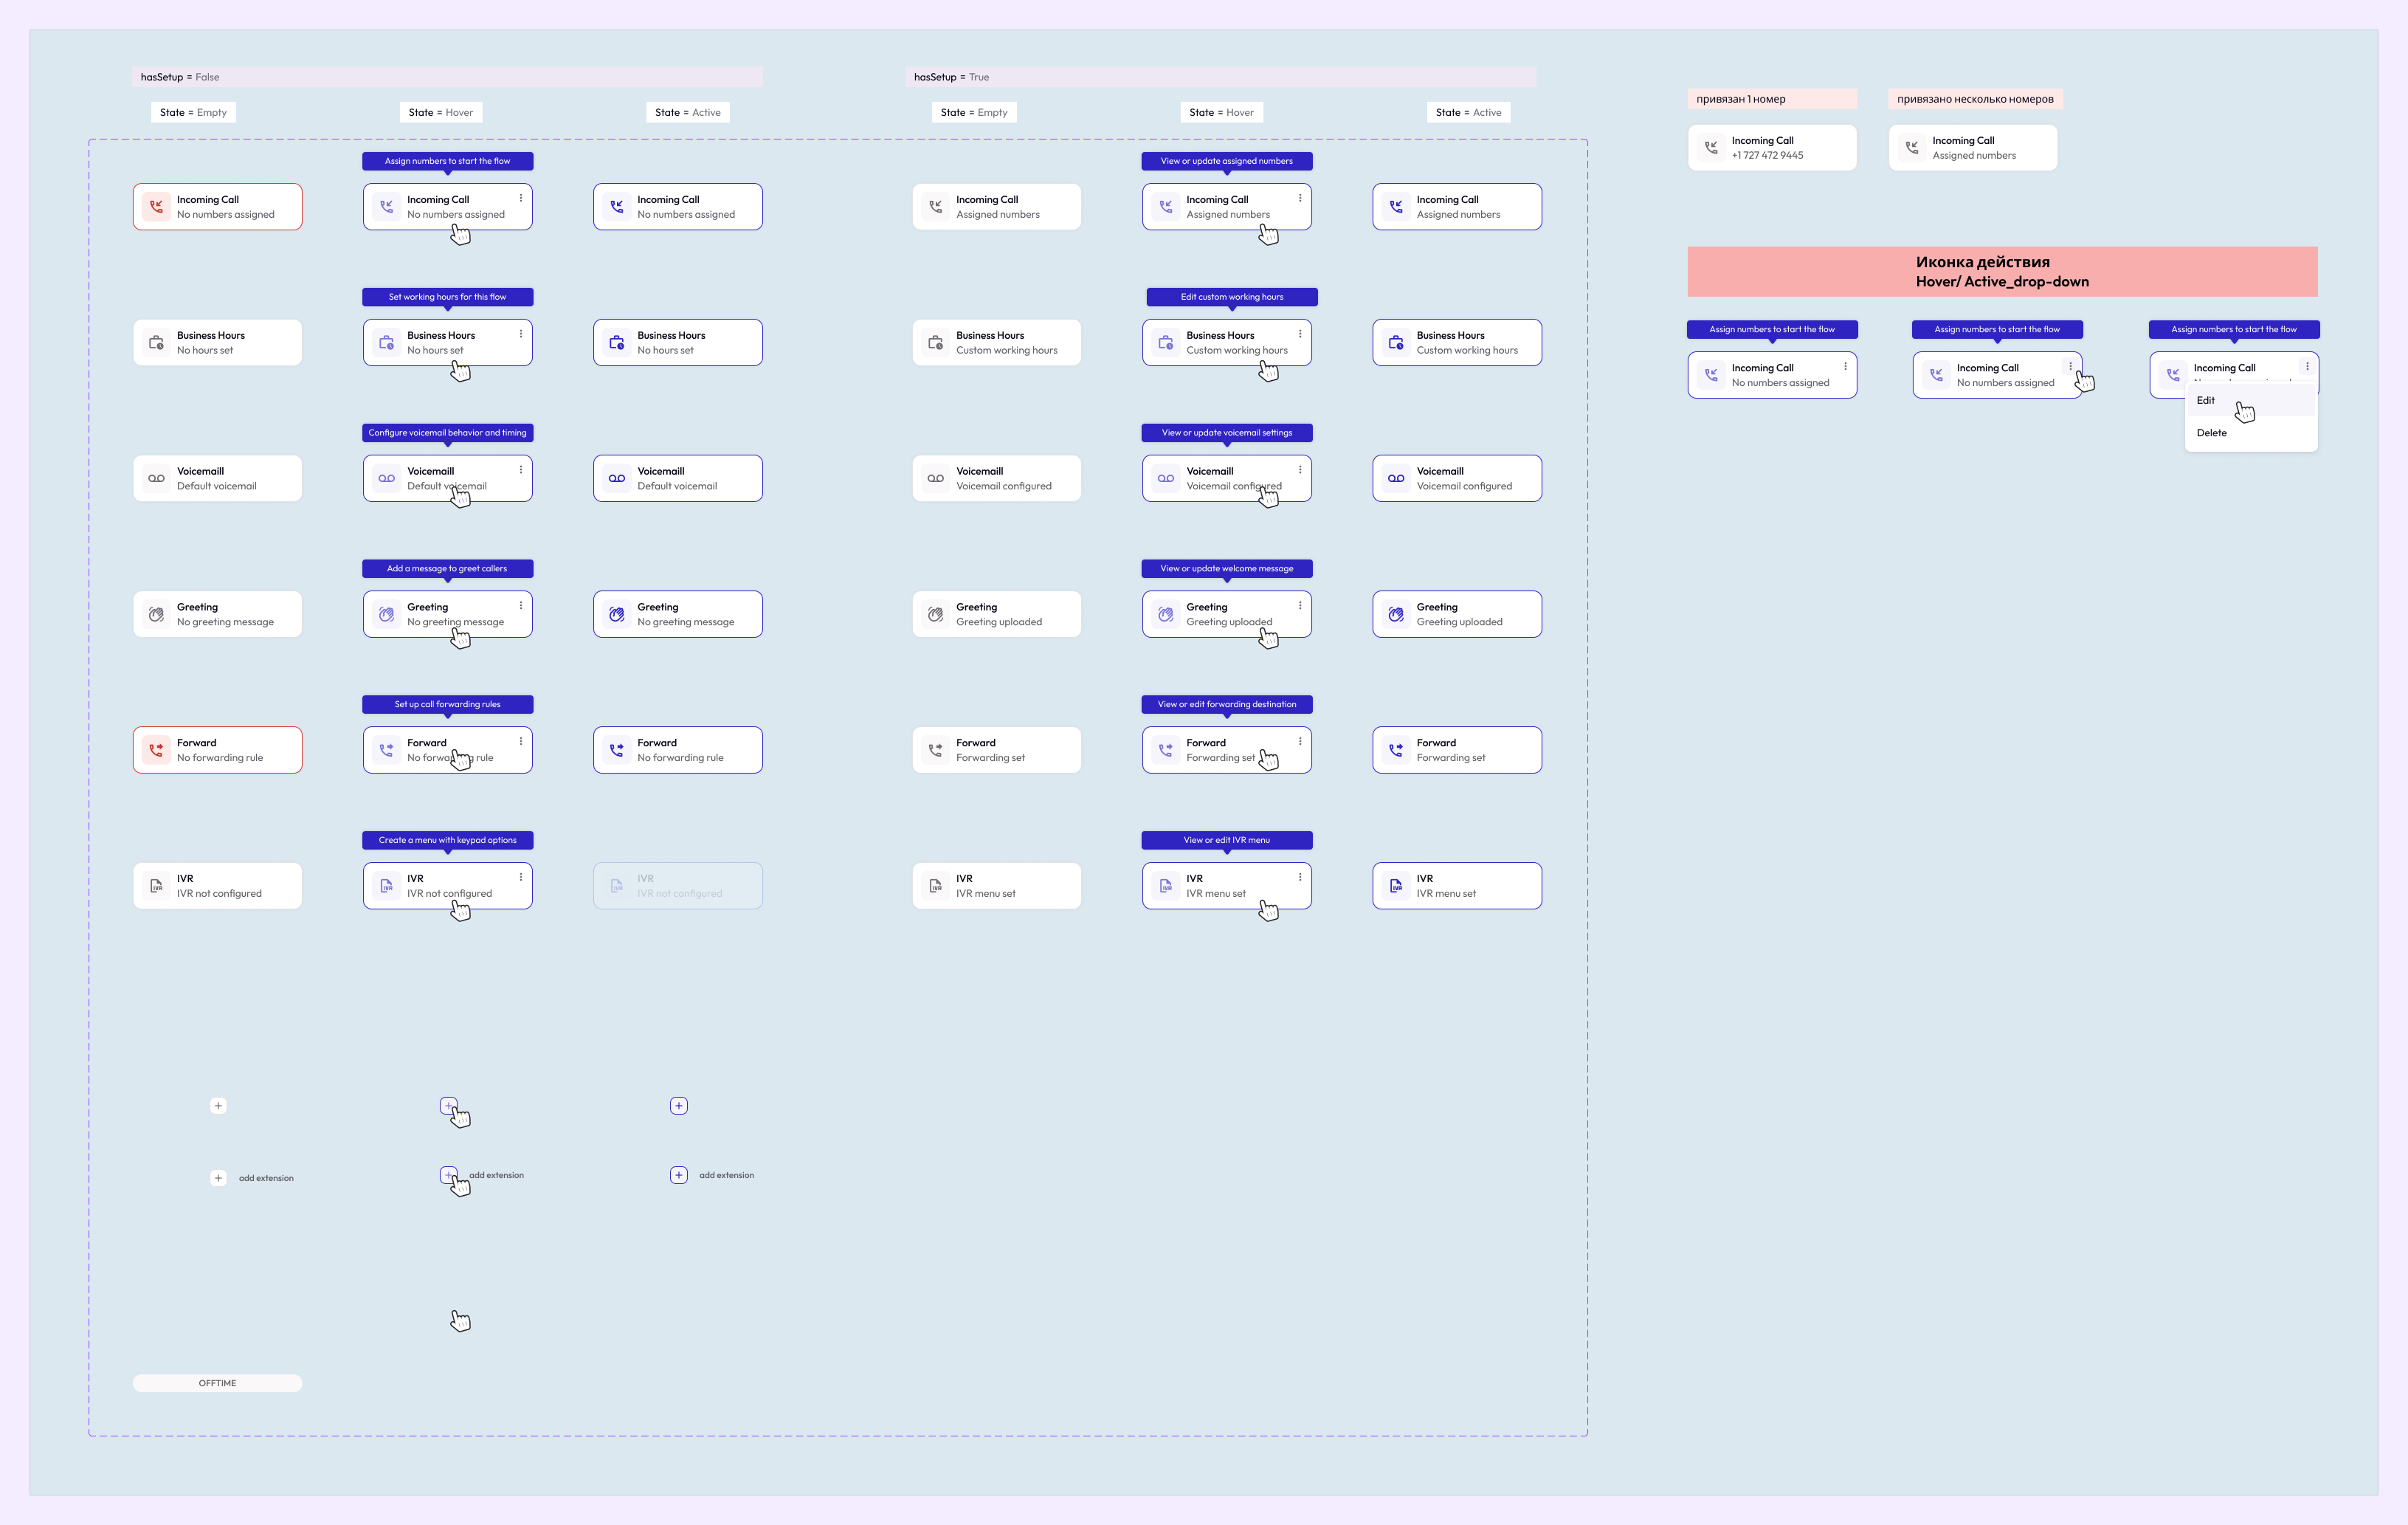 hasSetup = False
hasSetup = True
State = Empty
State = Hover
State = Active
State = Empty
State = Hover
State = Active
Assign numbers to start the flow
View or update assigned numbers
Incoming Call
No numbers assigned
Incoming Call
No numbers assigned
Incoming Call
No numbers assigned
Incoming Call
Assigned numbers
Incoming Call
Assigned numbers
Incoming Call
Assigned numbers
Set working hours for this flow
Edit custom working hours
Business Hours
No hours set
Business Hours
No hours set
Business Hours
No hours set
Business Hours
Custom working hours
Business Hours
Custom working hours
Business Hours
Custom working hours
Configure voicemail behavior and timing
View or update voicemail settings
Voicemaill
Default voicemail
Voicemaill
Default voicemail
Voicemaill
Default voicemail
Voicemaill
Voicemail configured
Voicemaill
Voicemail configured
Voicemaill
Voicemail configured
Add a message to greet callers
View or update welcome message
Greeting
No greeting message
Greeting
No greeting message
Greeting
No greeting message
Greeting
Greeting uploaded
Greeting
Greeting uploaded
Greeting
Greeting uploaded
Set up call forwarding rules
View or edit forwarding destination
Forward
No forwarding rule
Forward
No forwarding rule
Forward
No forwarding rule
Forward
Forwarding set
Forward
Forwarding set
Forward
Forwarding set
Create a menu with keypad options
View or edit IVR menu
IVR
IVR
IVR not configured
IVR
IVR
IVR not configured
IVR
IVR
IVR not configured
IVR
IVR
IVR menu set
IVR
IVR
IVR menu set
IVR
IVR
IVR menu set
add extension
add extension
add extension
OFFTIME
привязан 1 номер
привязано несколько номеров
Incoming Call
+1 727 472 9445
Incoming Call
Assigned numbers
Иконка действия
Hover/ Active_drop-down
Assign numbers to start the flow
Assign numbers to start the flow
Assign numbers to start the flow
Incoming Call
No numbers assigned
Incoming Call
No numbers assigned
Incoming Call
Edit
Delete